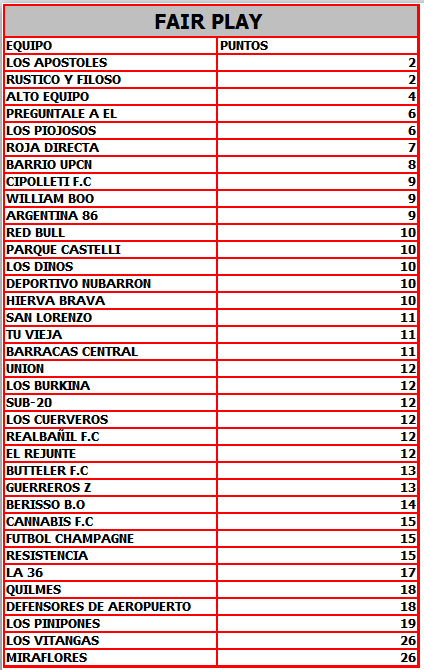 FAIR PLAY
EQUIPO PUNTOS
LOS APOSTOLES 2
RUSTICO Y FILOSO 2
ALTO EQUIPO 4
PREGUNTALE A EL 6
LOS PIOJOSOS 6
ROJA DIRECTA 7
BARRIO UPCN 8
CIPOLLETI F.C 9
WILLIAM BOO 9
ARGENTINA 86 9
RED BULL 10
PARQUE CASTELLI 10
LOS DINOS 10
DEPORTIVO NUBARRON 10
HIERVA BRAVA 10
SAN LORENZO 11
TU VIEJA 11
BARRACAS CENTRAL 11
UNION 12
LOS BURKINA 12
SUB-20 12
LOS CUERVEROS 12
REALBAÑIL F.C 12
EL REJUNTE 12
BUTTELER F.C 13
GUERREROS Z 13
BERISSO B.O 14
CANNABIS F.C 15
FUTBOL CHAMPAGNE 15
RESISTENCIA 15
LA 36 17
QUILMES 18
DEFENSORES DE AEROPUERTO 18
LOS PINIPONES 19
LOS VITANGAS 26
MIRAFLORES 26